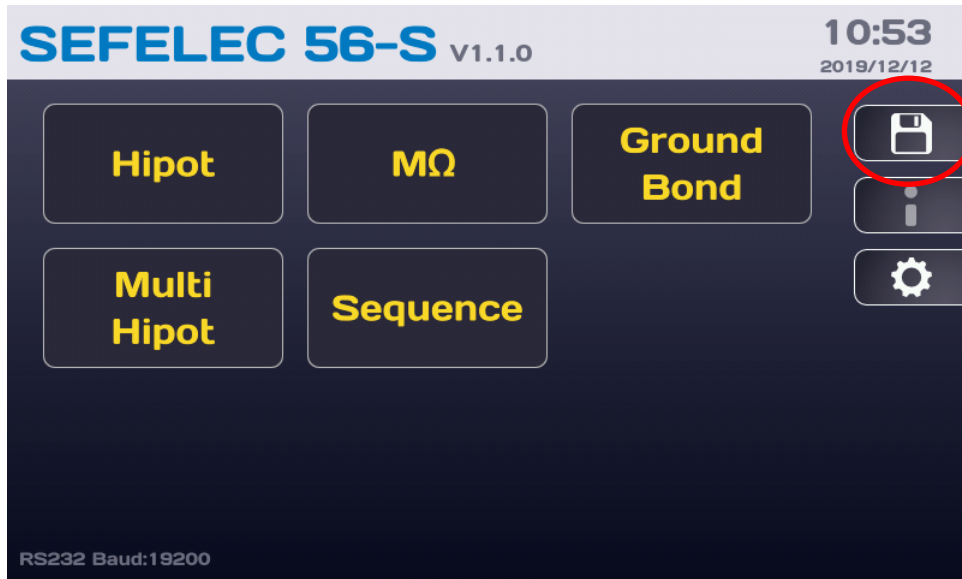 SEFELEC 56-S V1.1.0
10:53
2019/12/12
Hipot
MΩ
Ground
Bond
Multi
Hipot
Sequence
RS232 Baud:19200